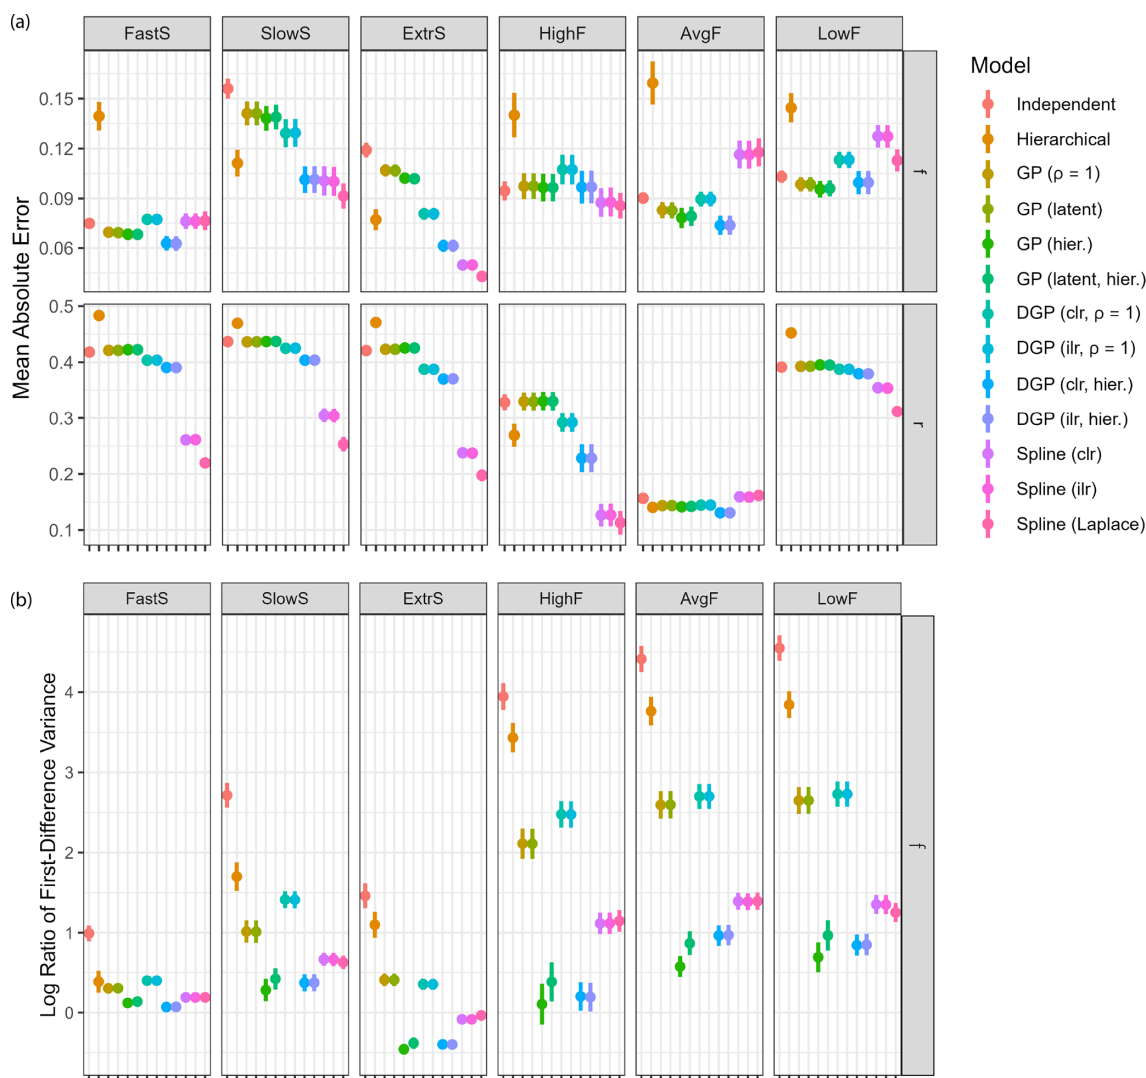 (a)
FastS SlowS ExtrS HighF AvgF LowF
Mean Absolute Error
0.15
0.12
0.09
0.06
f
0.5
0.4
0.3
0.2
0.1
r
Model
Independent
Hierarchical
GP (ρ = 1)
GP (latent)
GP (hier.)
GP (latent, hier.)
DGP (clr, ρ = 1)
DGP (ilr, ρ = 1)
DGP (clr, hier.)
DGP (ilr, hier.)
Spline (clr)
Spline (ilr)
Spline (Laplace)
(b)
FastS SlowS ExtrS HighF AvgF LowF
Log Ratio of First-Difference Variance
4
3
2
1
0
f